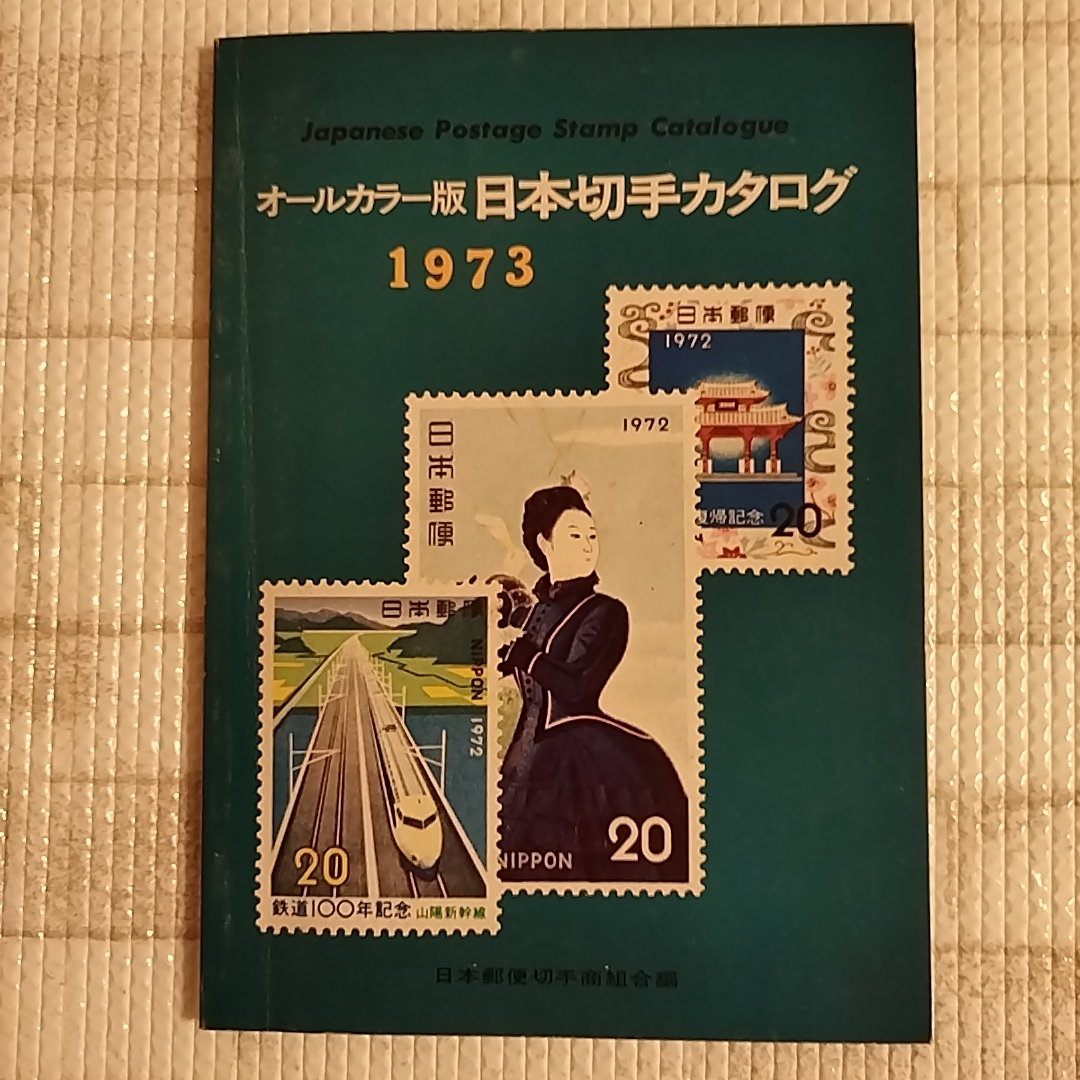 Japanese Postage Stamp Catalogue
オールカラー版 日本切手カタログ
1973
日本郵便
1972
復帰記念 20
日本郵便
1972
NIPPON 20
日本郵便
NIPPON 1972
20
鉄道100年記念 山陽新幹線
日本郵便切手商組合編